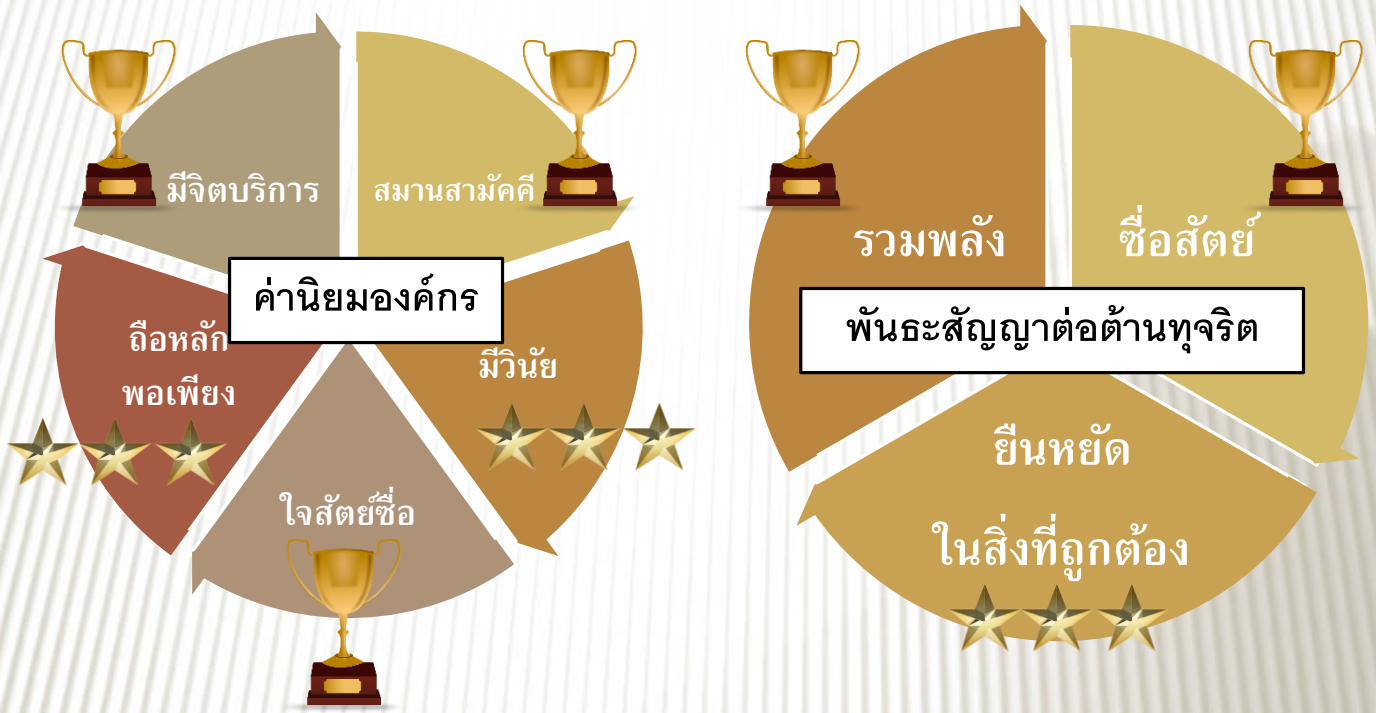 มีจิตบริการ
สมานสามัคคี
ค่านิยมองค์กร
ถือหลัก
พอเพียง
มีวินัย
ใจสัตย์ซื่อ
รวมพลัง
ซื่อสัตย์
พันธะสัญญาต่อต้านทุจริต
ยืนหยัด
ในสิ่งที่ถูกต้อง